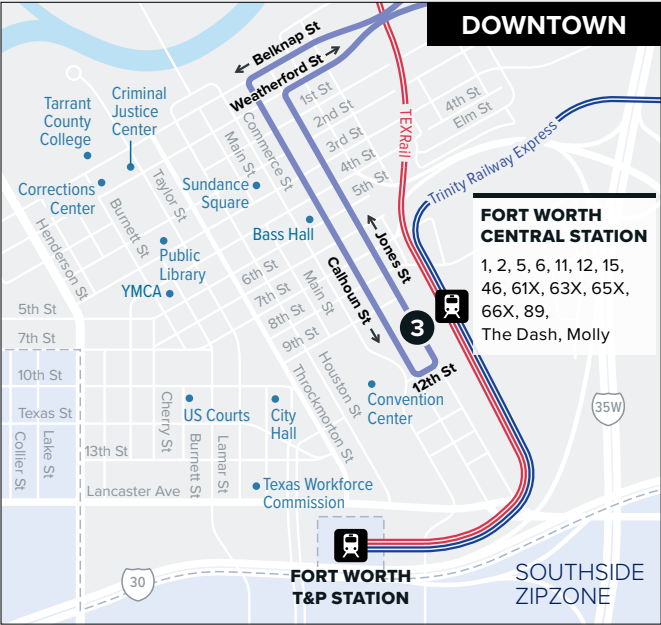 DOWNTOWN
Belknap St
Weatherford St
1st St
2nd St
3rd St
4th St
5th St
4th St
Elm St
TEXRail
Trinity Railway Express
Criminal
Justice
Center
Tarrant
County
College
Corrections
Center
Commerce St
Main St
Taylor St
Burnett St
Henderson St
Sundance
Square
Bass Hall
Public
Library
YMCA
Jones St
Calhoun St
FORT WORTH
CENTRAL STATION
1, 2, 5, 6, 11, 12, 15,
46, 61X, 63X, 65X,
66X, 89,
The Dash, Molly
3
12th St
6th St
7th St
8th St
9th St
Main St
Houston St
Throckmorton St
5th St
7th St
10th St
Texas St
Collier St
Lake St
13th St
Lancaster Ave
Cherry St
Burnett St
Lamar St
US Courts
City
Hall
Convention
Center
Texas Workforce
Commission
35W
30
FORT WORTH
T&P STATION
SOUTHSIDE
ZIPZONE